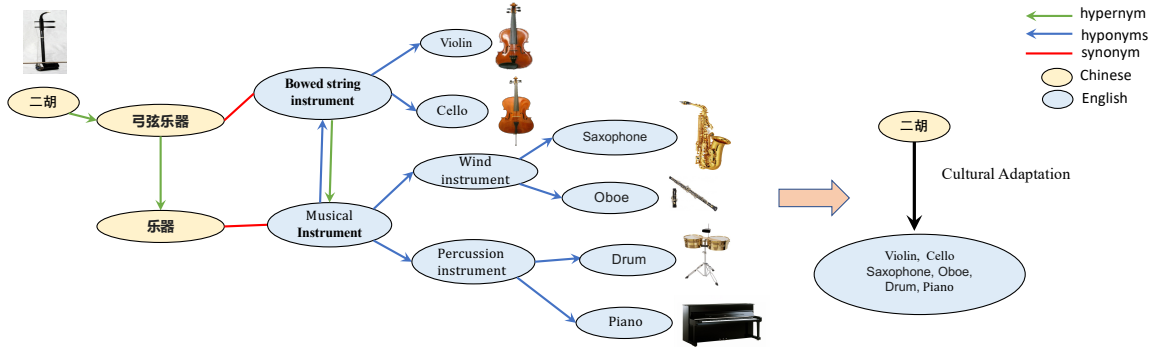 二胡
弓弦乐器
乐器
Bowed string
instrument
Musical
Instrument
Violin
Cello
Wind
instrument
Saxophone
Oboe
Percussion
instrument
Drum
Piano
hypernym
hyponyms
synonym
Chinese
English
二胡
Cultural Adaptation
Violin, Cello
Saxophone, Oboe,
Drum, Piano